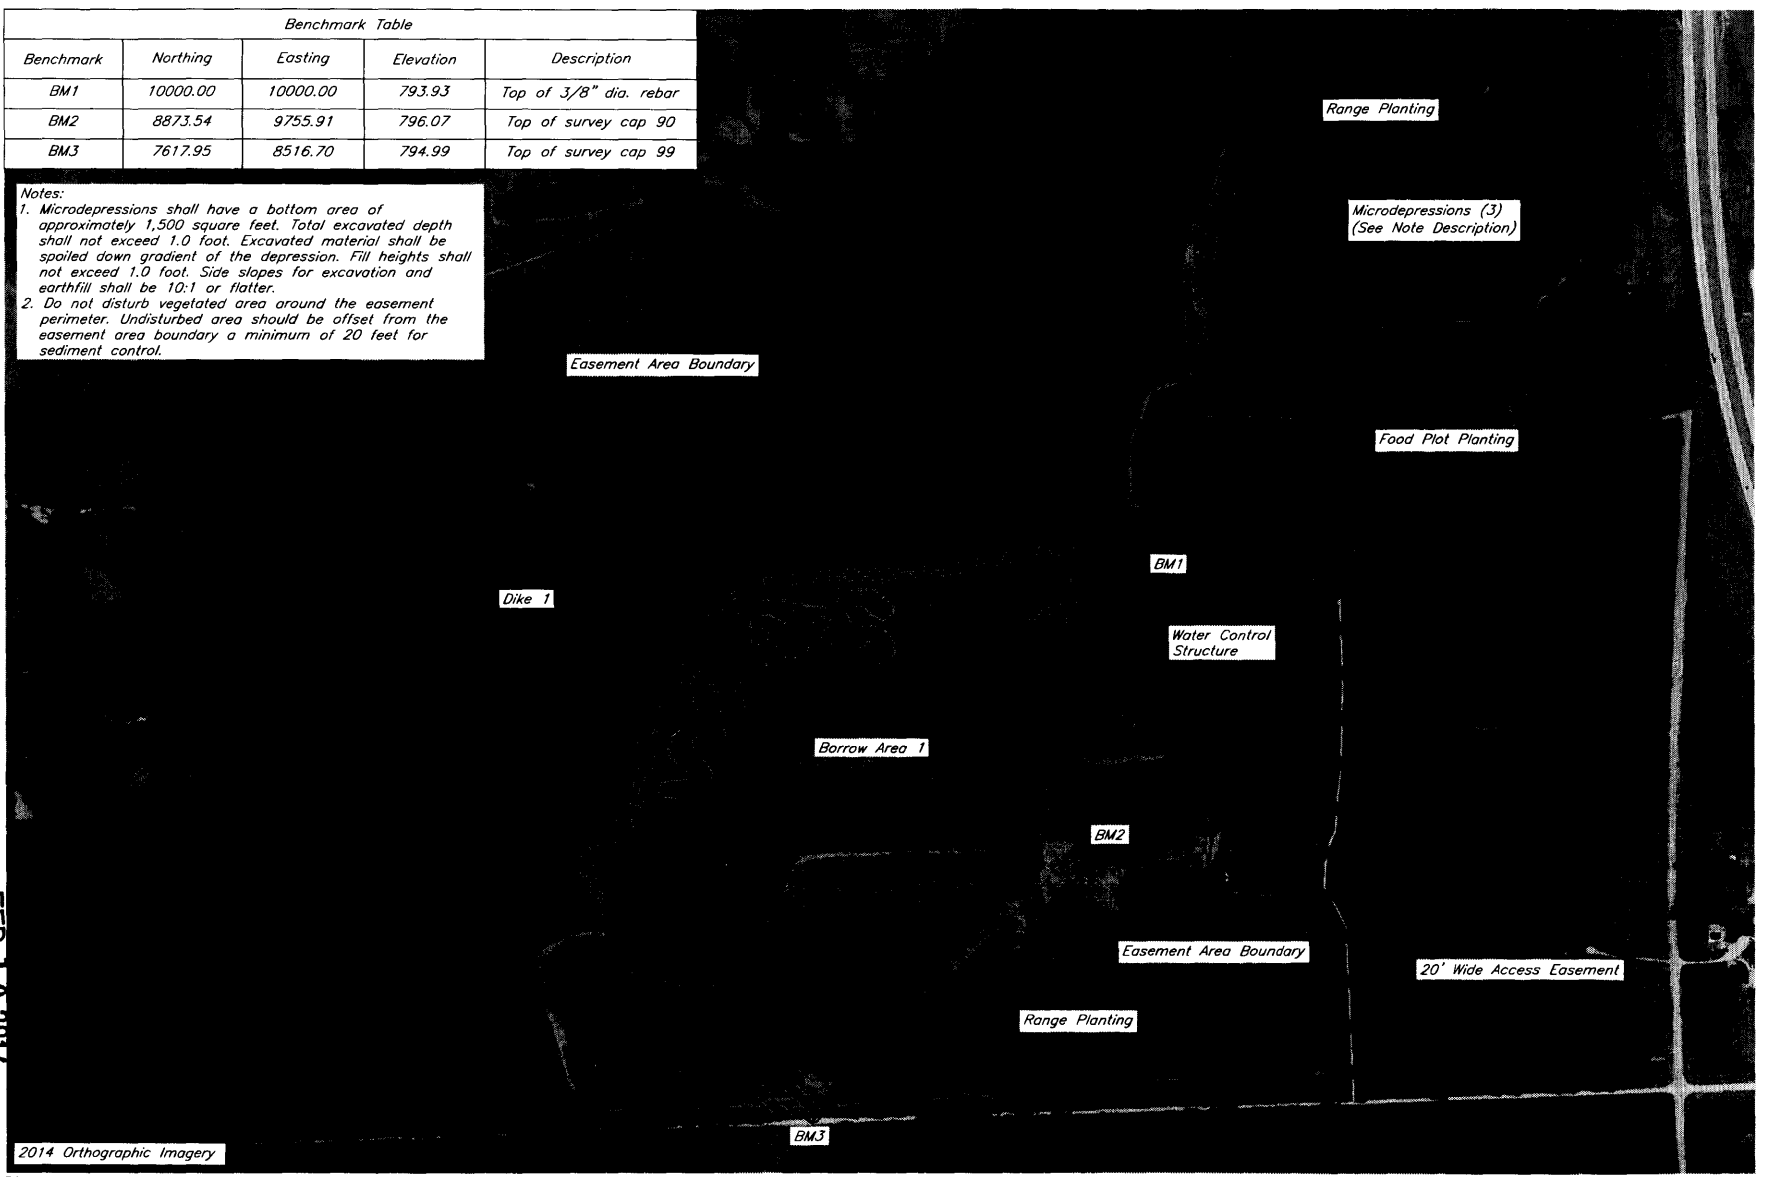 Benchmark Table
Benchmark Northing Easting Elevation Description
BM1 10000.00 10000.00 793.93 Top of 3/8" dia. rebar
BM2 8873.54 9755.91 796.07 Top of survey cap 90
BM3 7617.95 8516.70 794.99 Top of survey cap 99
Notes:
1. Microdepressions shall have a bottom area of
approximately 1,500 square feet. Total excavated depth
shall not exceed 1.0 foot. Excavated material shall be
spoiled down gradient of the depression. Fill heights shall
not exceed 1.0 foot. Side slopes for excavation and
earthfill shall be 10:1 or flatter.
2. Do not disturb vegetated area around the easement
perimeter. Undisturbed area should be offset from the
easement area boundary a minimum of 20 feet for
sediment control.
Range Planting
Microdepressions (3)
(See Note Description)
Easement Area Boundary
Food Plot Planting
BM1
Dike 1
Water Control
Structure
Borrow Area 1
BM2
Easement Area Boundary
20' Wide Access Easement
Range Planting
BM3
2014 Orthographic Imagery